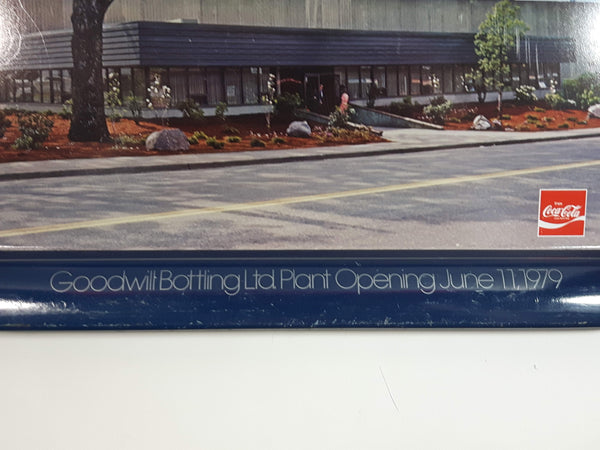 Coca-Cola
Goodwill Bottling Ltd. Plant Opening June 11, 1979